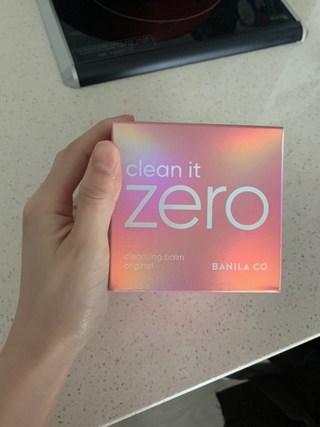 clean it
zero
cleansing balm
original
BANILA CO